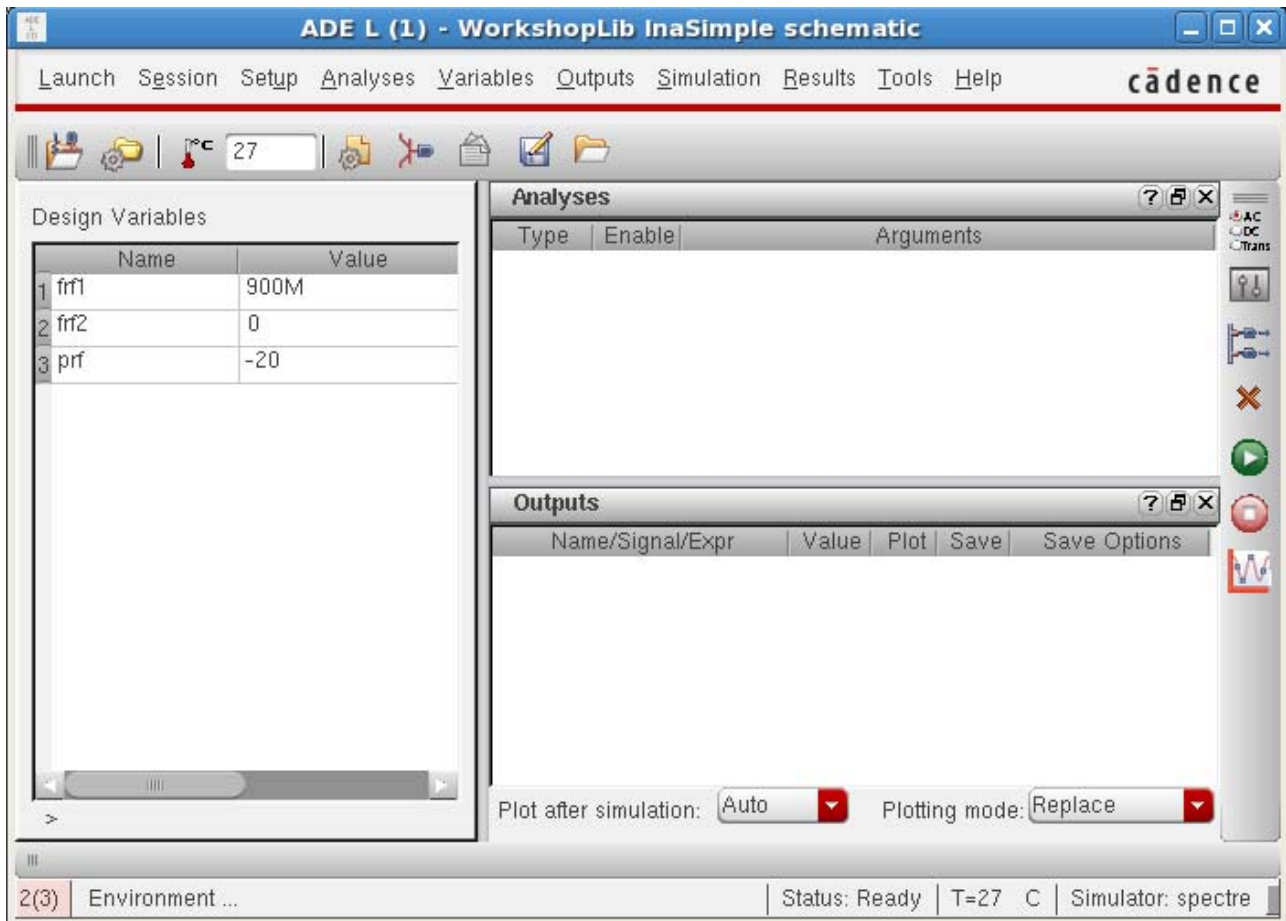 ADE L (1) - WorkshopLib lnaSimple schematic
Launch Session Setup Analyses Variables Outputs Simulation Results Tools Help cādence
°C 27
Design Variables
Name Value
1 frf1 900M
2 frf2 0
3 prf -20
>
Analyses
Type Enable Arguments
Outputs
Name/Signal/Expr Value Plot Save Save Options
Plot after simulation: Auto Plotting mode: Replace
AC
DC
Trans
2(3) Environment ... Status: Ready T=27 C Simulator: spectre